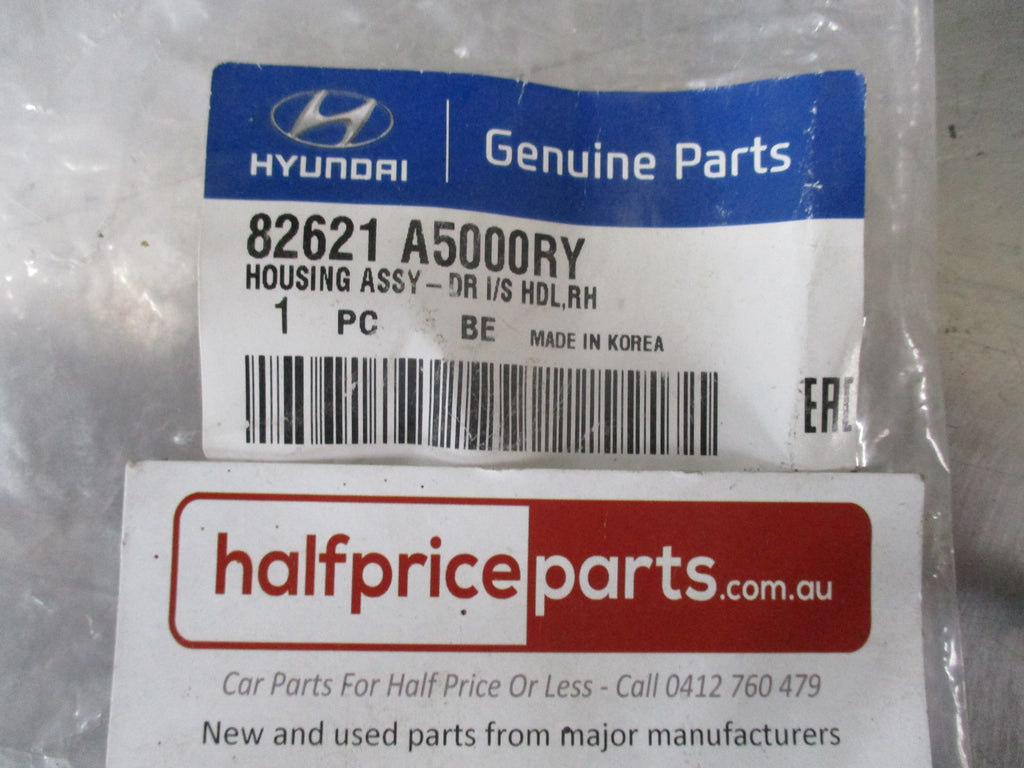 HYUNDAI
Genuine Parts
82621 A5000RY
HOUSING ASSY-DR I/S HDL,RH
1 PC BE MADE IN KOREA
EAC
halfpriceparts.com.au
Car Parts For Half Price Or Less - Call 0412 760 479
New and used parts from major manufacturers